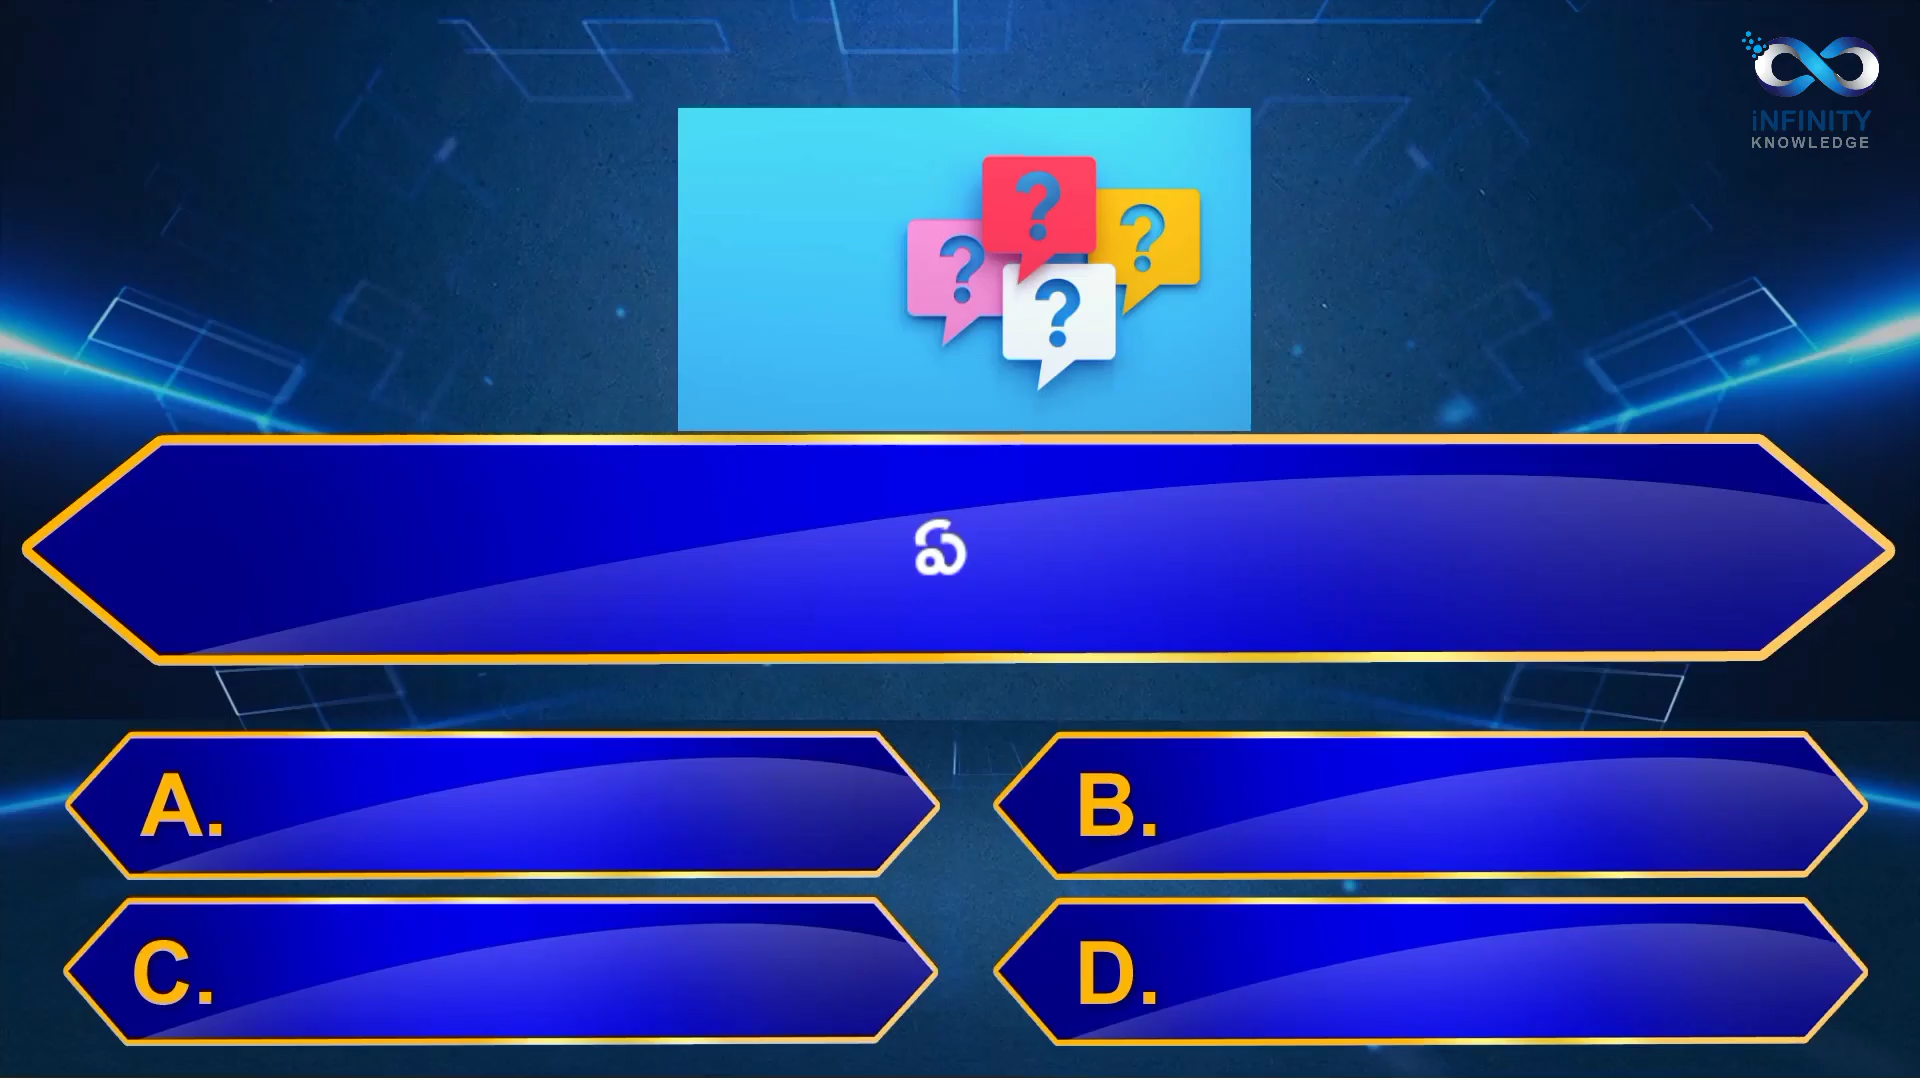 iNFINITY
KNOWLEDGE
? ? ? ?
ఏ
A.
B.
C.
D.